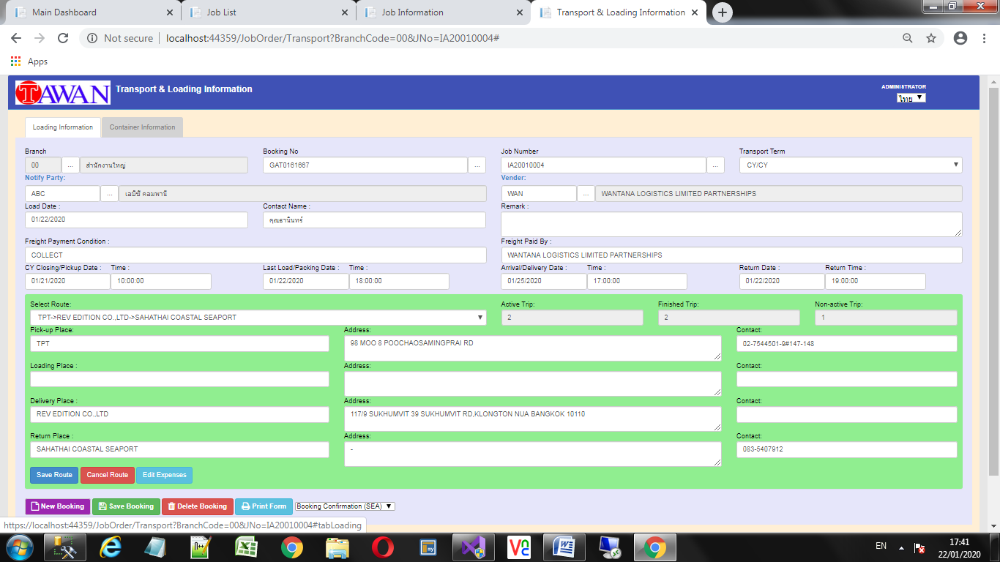 Main Dashboard
Job List
Job Information
Transport & Loading Information
Not secure
localhost:44359/JobOrder/Transport?BranchCode=00&JNo=IA20010004#
Apps
TAWAN
Transport & Loading Information
ADMINISTRATOR
ไทย
Loading Information
Container Information
Branch
Booking No
Job Number
Transport Term
00 ... สำนักงานใหญ่
GAT0161667 ...
IA20010004 ...
CY/CY
Notify Party:
Vender:
ABC ... เอบีซี คอมพานี
WAN ... WANTANA LOGISTICS LIMITED PARTNERSHIPS
Load Date :
Contact Name :
Remark :
01/22/2020
คุณธานินทร์
Freight Payment Condition :
Freight Paid By :
COLLECT
WANTANA LOGISTICS LIMITED PARTNERSHIPS
CY Closing/Pickup Date : Time :
Last Load/Packing Date : Time :
Arrival/Delivery Date : Time :
Return Date : Return Time :
01/21/2020 10:00:00
01/22/2020 18:00:00
01/25/2020 17:00:00
01/22/2020 19:00:00
Select Route:
Active Trip:
Finished Trip:
Non-active Trip:
TPT->REV EDITION CO.,LTD->SAHATHAI COASTAL SEAPORT
2
2
1
Pick-up Place:
Address:
Contact:
TPT
98 MOO 8 POOCHAOSAMINGPRAI RD
02-7544501-9#147-148
Loading Place :
Address:
Contact:
Delivery Place :
Address:
Contact:
REV EDITION CO.,LTD
117/9 SUKHUMVIT 39 SUKHUMVIT RD,KLONGTON NUA BANGKOK 10110
Return Place :
Address:
Contact:
SAHATHAI COASTAL SEAPORT
-
083-5407912
Save Route
Cancel Route
Edit Expenses
New Booking
Save Booking
Delete Booking
Print Form
Booking Confirmation (SEA)
https://localhost:44359/JobOrder/Transport?BranchCode=00&JNo=IA20010004#tabLoading
EN
17:41
22/01/2020